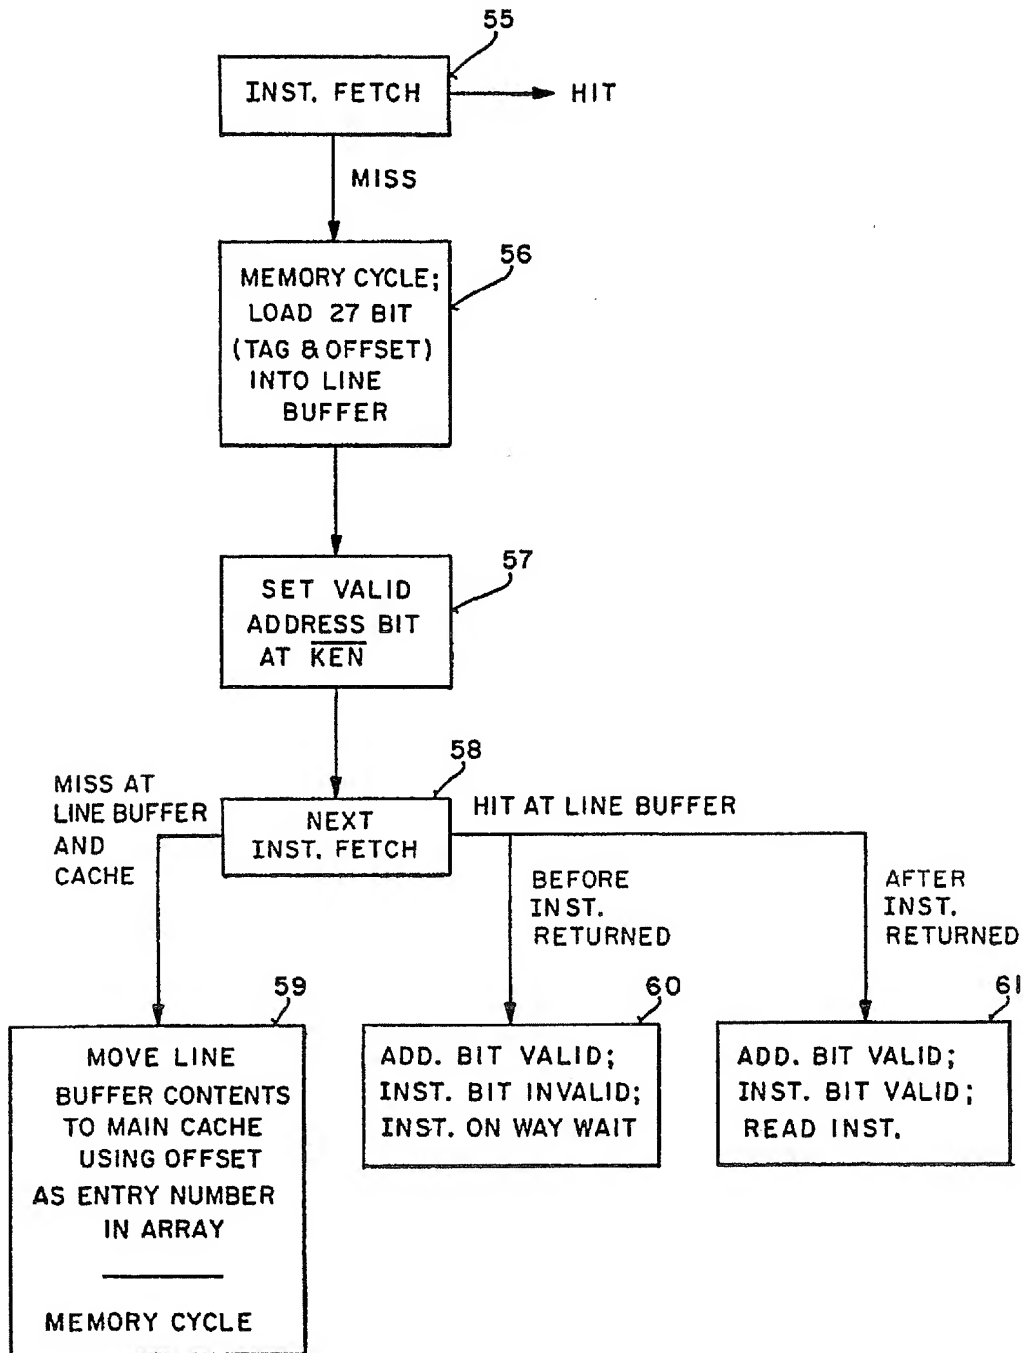 55
INST. FETCH
HIT
MISS
56
MEMORY CYCLE;
LOAD 27 BIT
(TAG & OFFSET)
INTO LINE
BUFFER
57
SET VALID
ADDRESS BIT
AT K̅E̅N̅
58
MISS AT
LINE BUFFER
AND
CACHE
NEXT
INST. FETCH
HIT AT LINE BUFFER
BEFORE
INST.
RETURNED
AFTER
INST.
RETURNED
59
MOVE LINE
BUFFER CONTENTS
TO MAIN CACHE
USING OFFSET
AS ENTRY NUMBER
IN ARRAY
MEMORY CYCLE
60
ADD. BIT VALID;
INST. BIT INVALID;
INST. ON WAY WAIT
61
ADD. BIT VALID;
INST. BIT VALID;
READ INST.